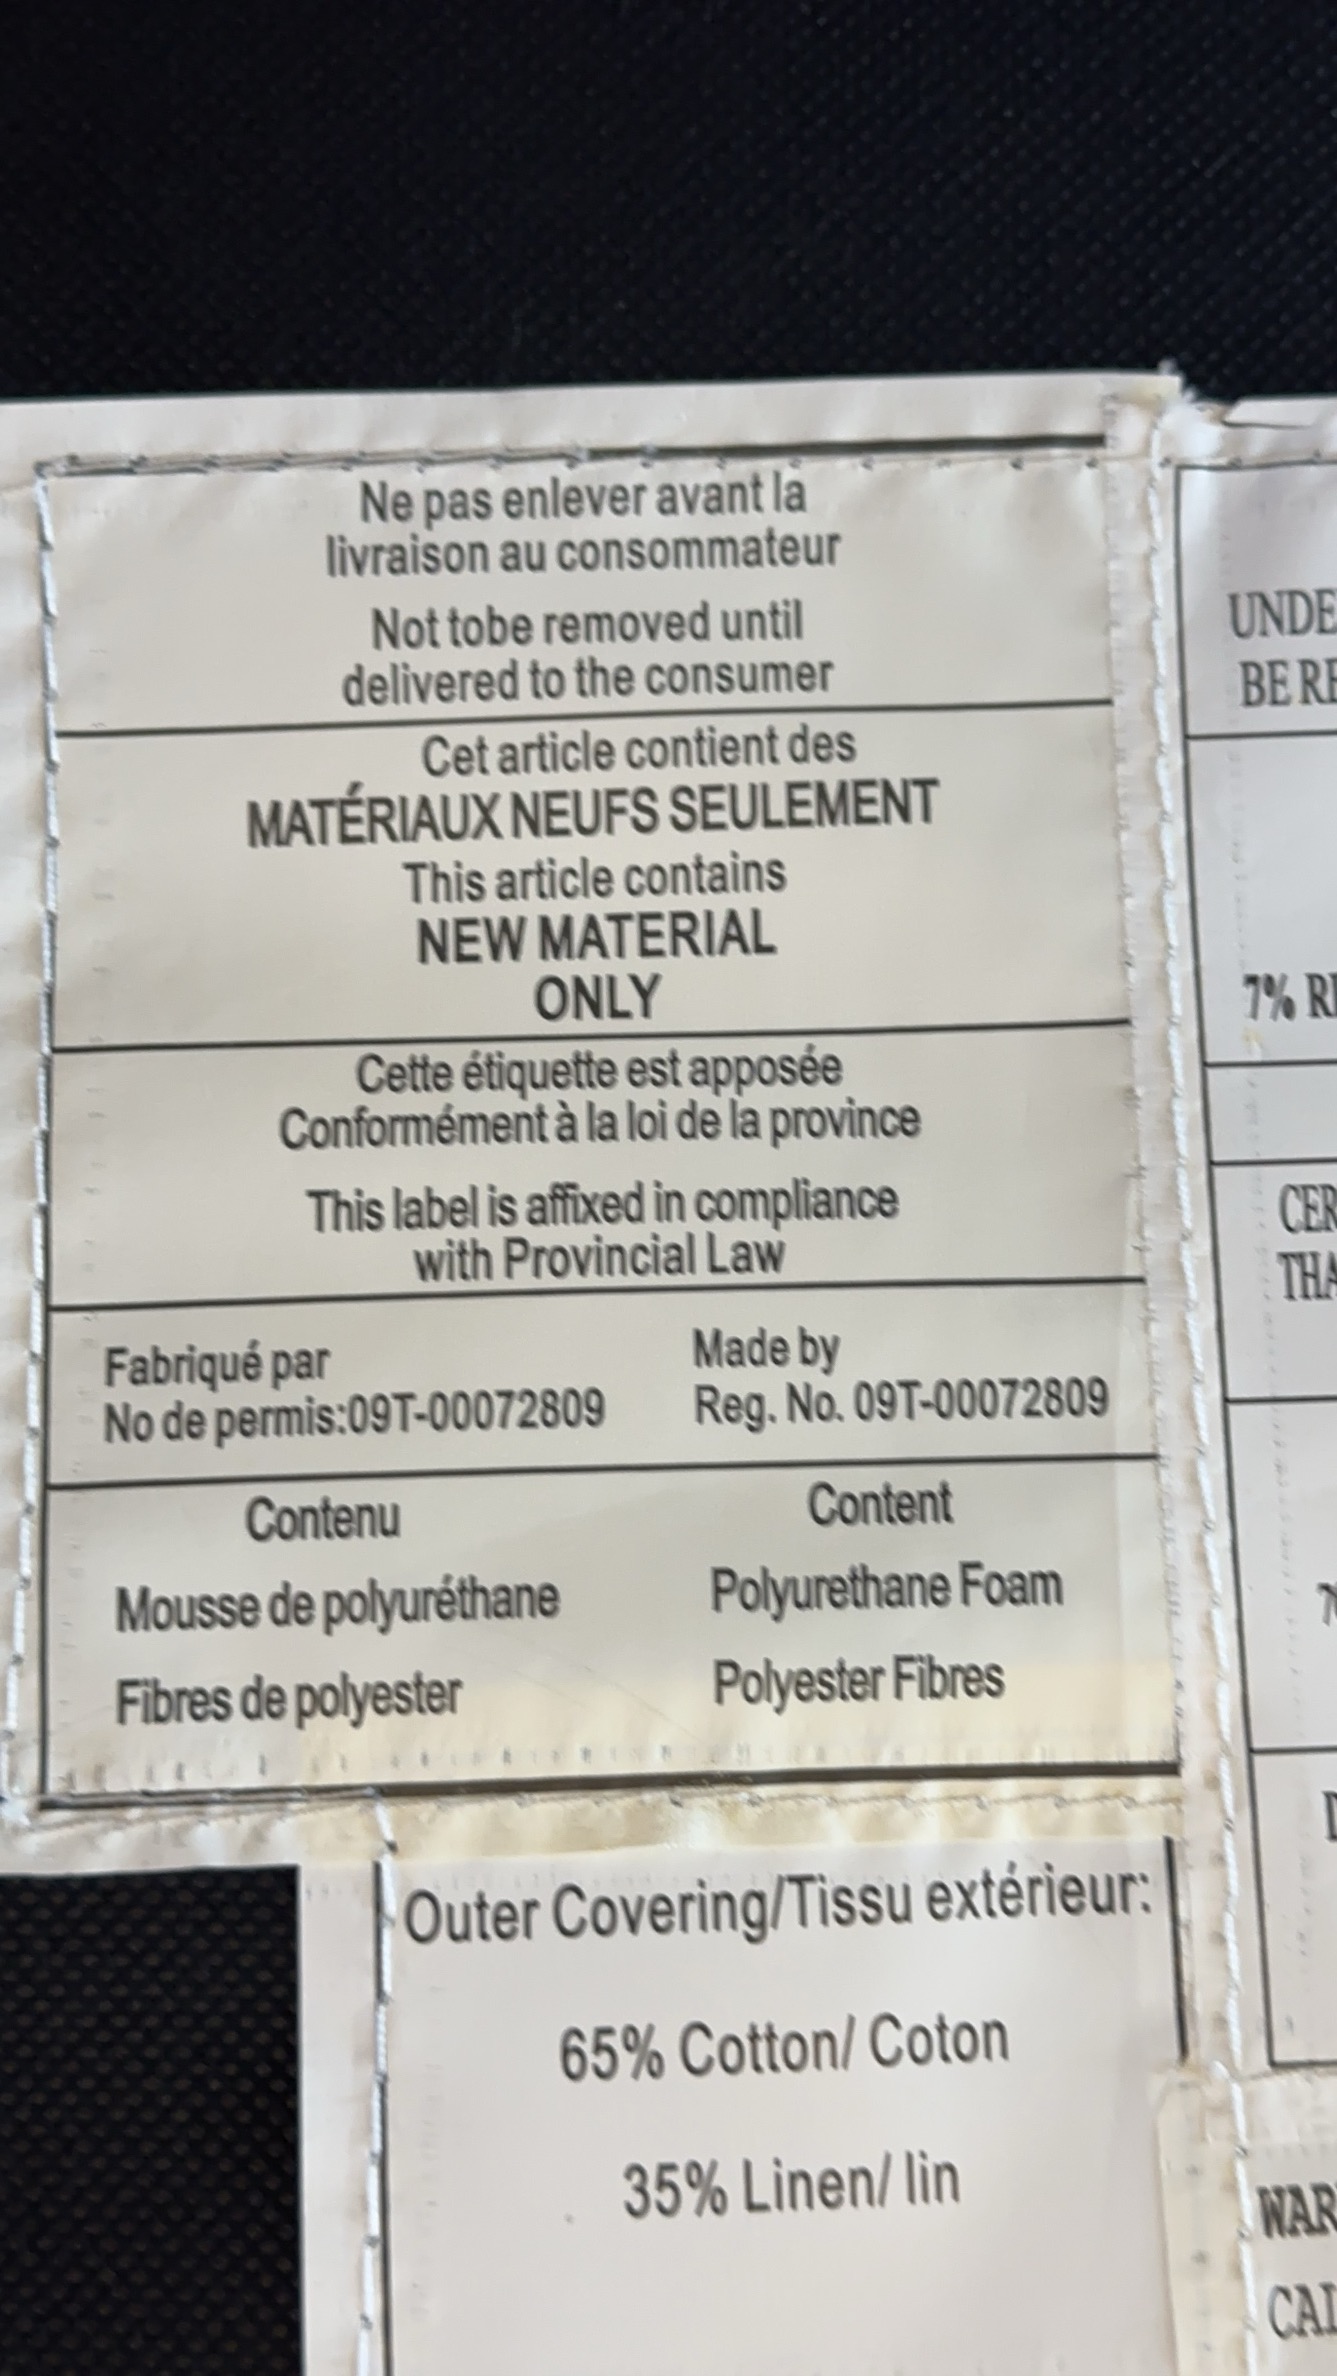 Ne pas enlever avant la
livraison au consommateur
Not tobe removed until
delivered to the consumer
Cet article contient des
MATÉRIAUX NEUFS SEULEMENT
This article contains
NEW MATERIAL
ONLY
Cette étiquette est apposée
Conformément à la loi de la province
This label is affixed in compliance
with Provincial Law
Fabriqué par
No de permis:09T-00072809
Made by
Reg. No. 09T-00072809
Contenu
Mousse de polyuréthane
Fibres de polyester
Content
Polyurethane Foam
Polyester Fibres
Outer Covering/Tissu extérieur:
65% Cotton/ Coton
35% Linen/ lin
BE
7%